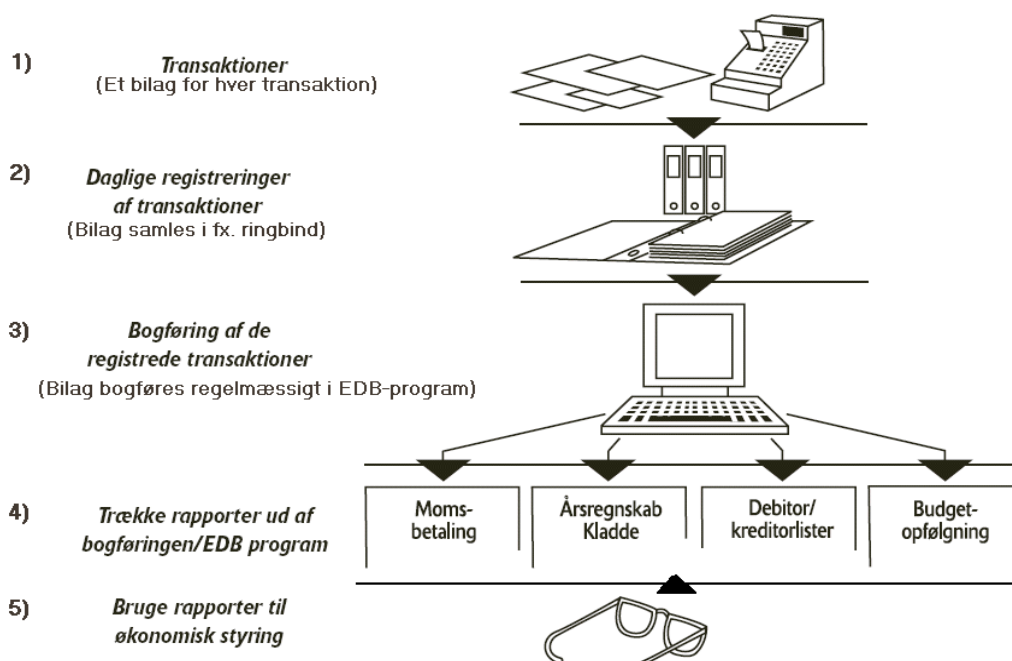 1) Transaktioner
(Et bilag for hver transaktion)
2) Daglige registreringer
af transaktioner
(Bilag samles i fx. ringbind)
3) Bogføring af de
registrede transaktioner
(Bilag bogføres regelmæssigt i EDB-program)
4) Trække rapporter ud af
bogføringen/EDB program
Moms-
betaling
Årsregnskab
Kladde
Debitor/
kreditorlister
Budget-
opfølgning
5) Bruge rapporter til
økonomisk styring